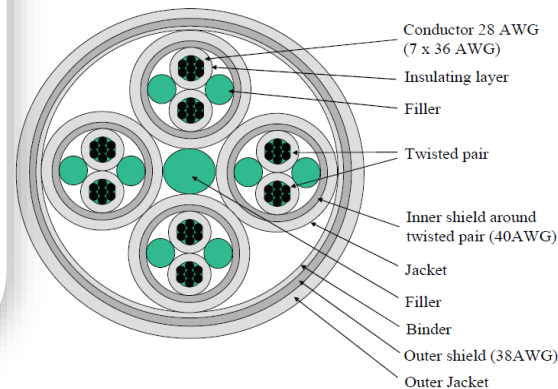 Conductor 28 AWG
(7 x 36 AWG)
Insulating layer
Filler
Twisted pair
Inner shield around
twisted pair (40AWG)
Jacket
Filler
Binder
Outer shield (38AWG)
Outer Jacket